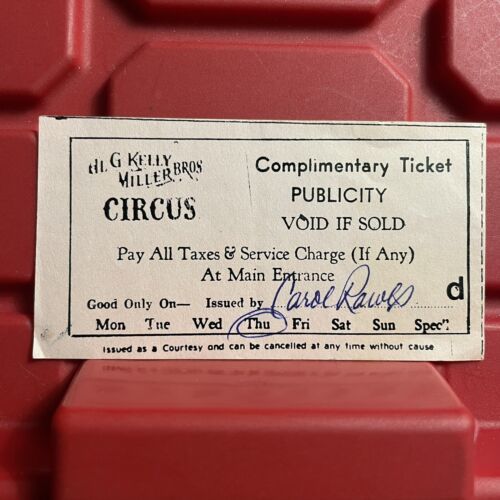 AL G KELLY
MILLER BROS
CIRCUS
Complimentary Ticket
PUBLICITY
VOID IF SOLD
Pay All Taxes & Service Charge (If Any)
At Main Entrance
Good Only On— Issued by Carol Rawls d
Mon Tue Wed Thu Fri Sat Sun Spec'l
Issued as a Courtesy and can be cancelled at any time without cause